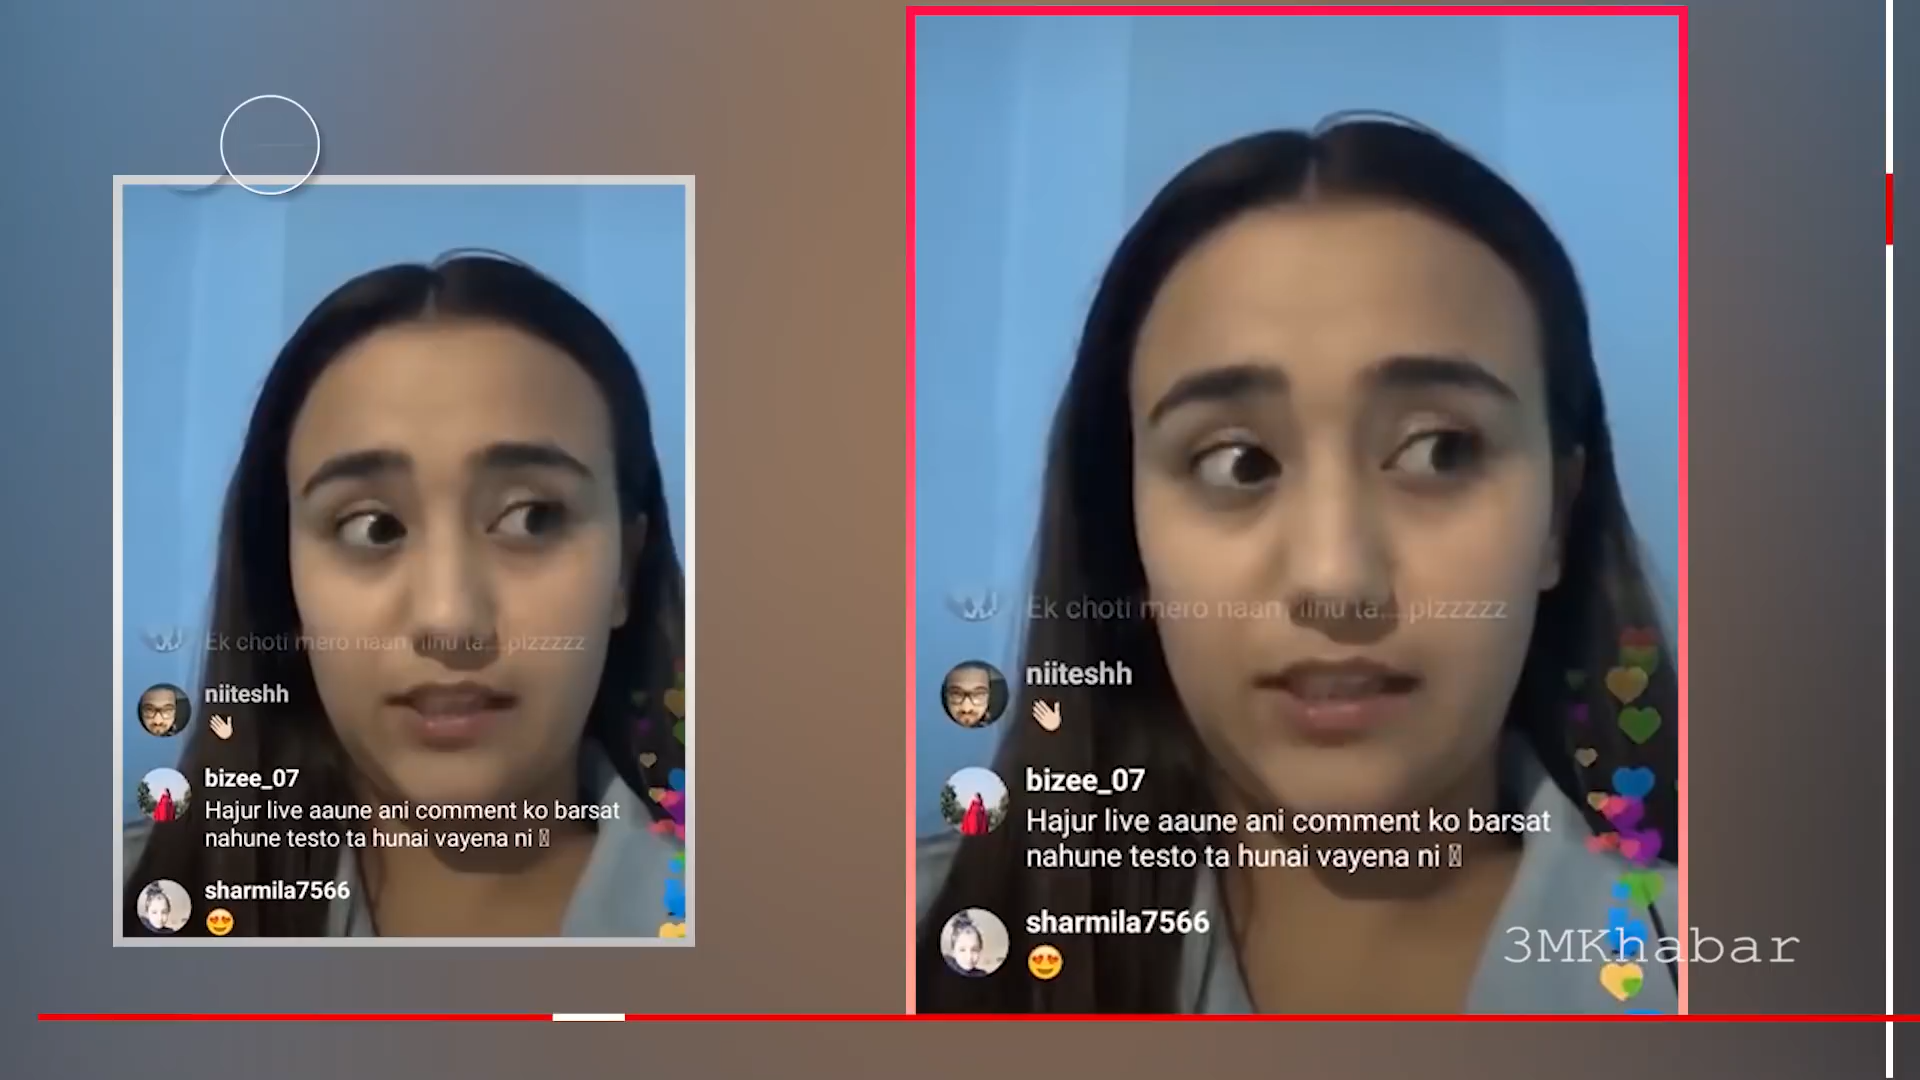 Ek choti mero naam linu ta....plzzzzz
niiteshh
👋🏻
bizee_07
Hajur live aaune ani comment ko barsat
nahune testo ta hunai vayena ni
sharmila7566
😍
Ek choti mero naam linu ta....plzzzzz
niiteshh
👋🏻
bizee_07
Hajur live aaune ani comment ko barsat
nahune testo ta hunai vayena ni
sharmila7566
😍
3MKhabar